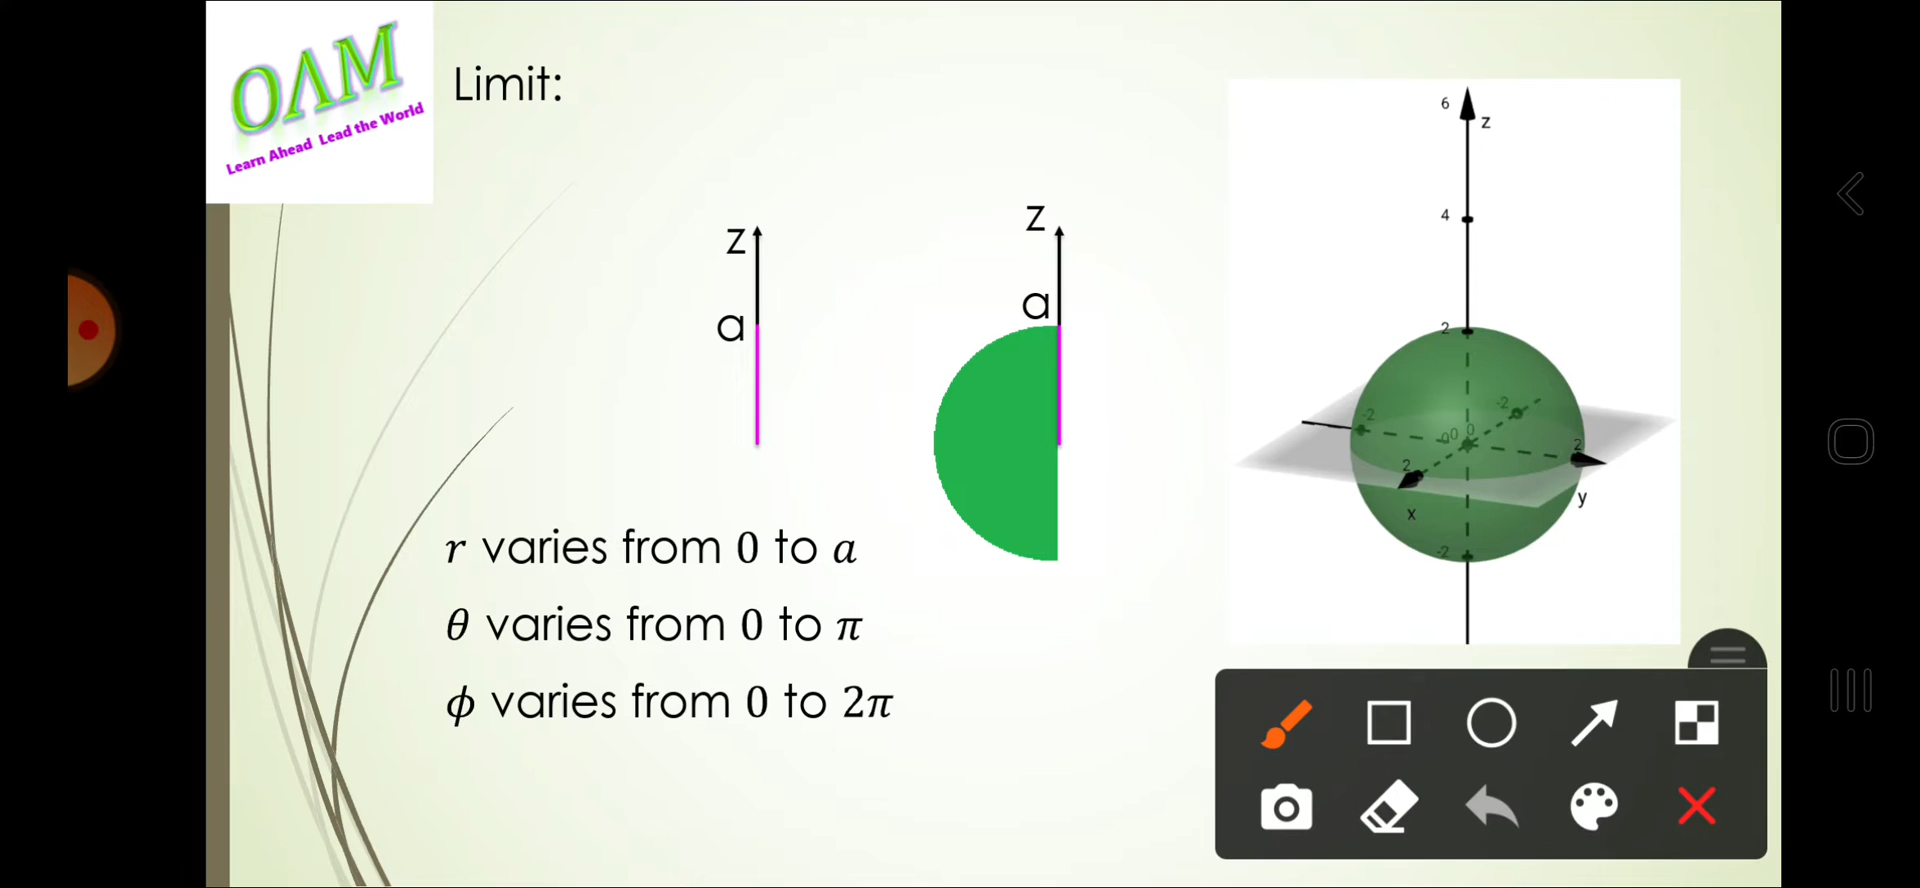 OΛM
Learn Ahead Lead the World
Limit:
z
a
z
a
r varies from 0 to a
θ varies from 0 to π
ϕ varies from 0 to 2π
6
z
4
2
-2
-2
0
0
0
2
2
y
x
-2